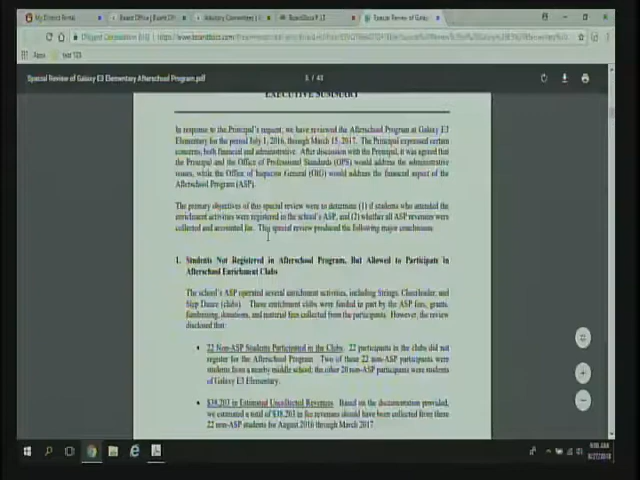 My District Portal
BoardDocs
Special Review of Galaxy
Apps
test 123
Special Review of Galaxy E3 Elementary Afterschool Program.pdf
EXECUTIVE SUMMARY
In response to the Principal's request, we have reviewed the Afterschool Program at Galaxy E3
Elementary for the period July 1, 2016, through March 15, 2017. The Principal expressed certain
concerns, both financial and administrative. After discussion with the Principal, it was agreed that
the Principal and the Office of Professional Standards (OPS) would address the administrative
issues, while the Office of Inspector General (OIG) would address the financial aspect of the
Afterschool Program (ASP).
The primary objectives of this special review were to determine (1) if students who attended the
enrichment activities were registered in the school's ASP, and (2) whether all ASP revenues were
collected and accounted for. This special review produced the following major conclusions
1. Students Not Registered in Afterschool Program, But Allowed to Participate in
Afterschool Enrichment Clubs
The school's ASP operated several enrichment activities, including Strings, Cheerleader, and
Step Dance (clubs). These enrichment clubs were funded in part by the ASP fees, grants,
fundraising, donations, and material fees collected from the participants. However, the review
disclosed that
• 22 Non-ASP Students Participated in the Clubs. 22 participants in the clubs did not
register for the Afterschool Program. Two of these 22 non-ASP participants were
students from a nearby middle school; the other 20 non-ASP participants were students
of Galaxy E3 Elementary.
• $38,203 in Estimated Uncollected Revenues. Based on the documentation provided,
we estimated a total of $38,203 in fee revenues should have been collected from these
22 non-ASP students for August 2016 through March 2017.